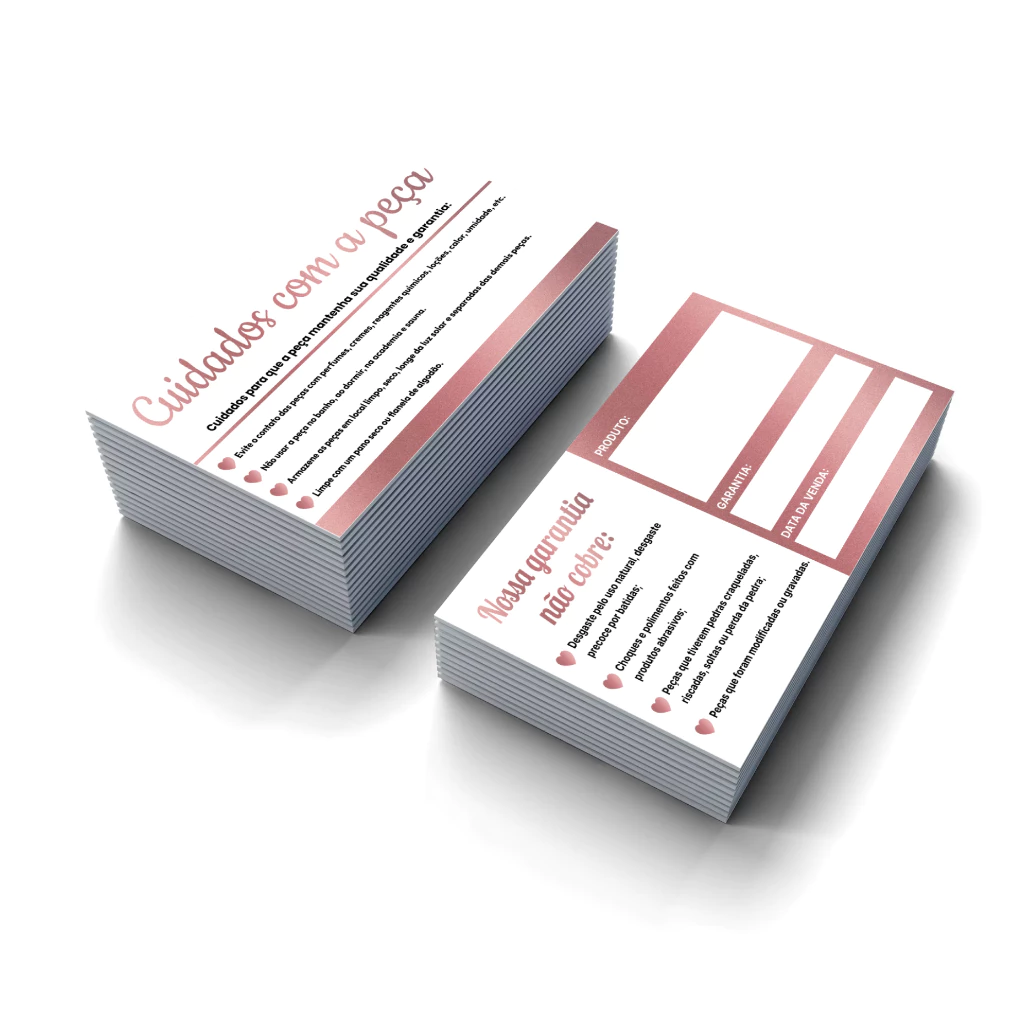 Cuidados com a peça
Cuidados para que a peça mantenha sua qualidade e garantia:
Evite o contato das peças com perfumes, cremes, reagentes químicos, loções, calor, umidade, etc.
Não usar a peça no banho, ao dormir, na academia e sauna.
Armazene as peças em local limpo, seco, longe da luz solar e separadas das demais peças.
Limpe com um pano seco ou flanela de algodão.
PRODUTO:
GARANTIA:
DATA DA VENDA:
Nossa garantia
não cobre:
Desgaste pelo uso natural, desgaste
precoce por batidas;
Choques e polimentos feitos com
produtos abrasivos;
Peças que tiverem pedras craqueladas,
riscadas, soltas ou perda da pedra;
Peças que foram modificadas ou gravadas.